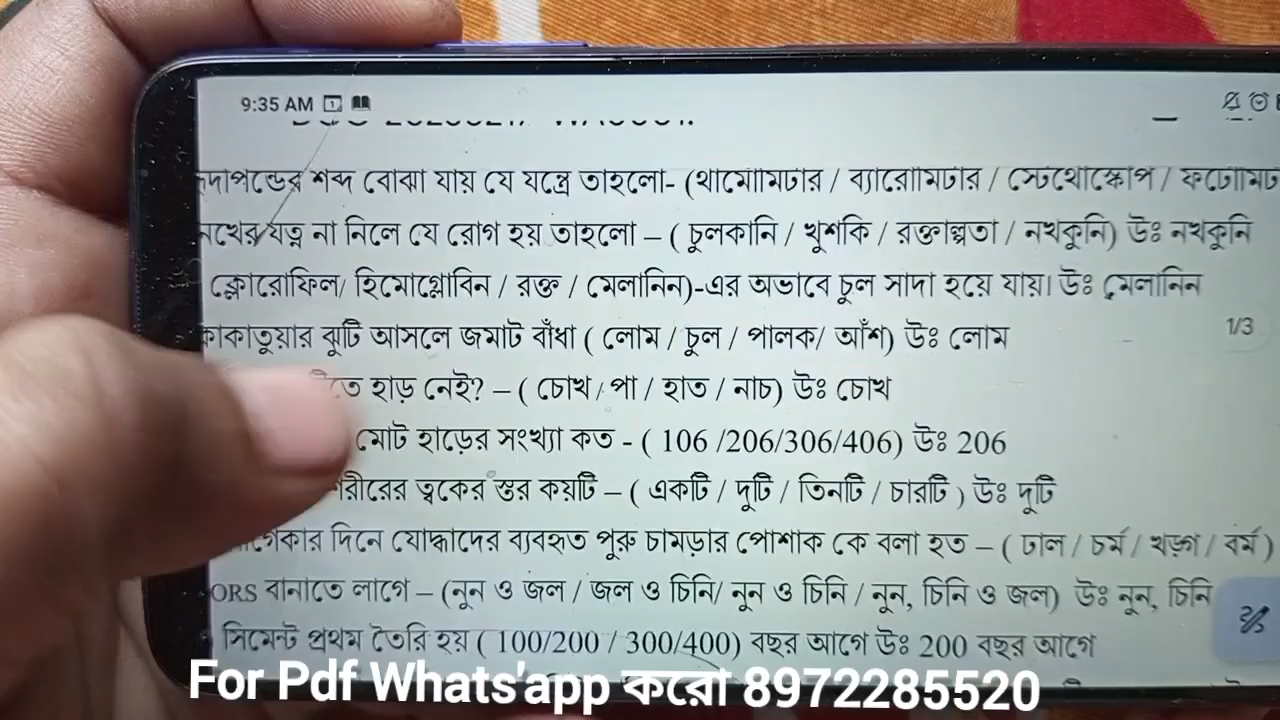 9:35 AM
শব্দ বোঝা যায় যে যন্ত্রে তাহলো- (থার্মোমিটার / ব্যারোমিটার / স্টেথোস্কোপ /
নখের যত্ন না নিলে যে রোগ হয় তাহলো – ( চুলকানি / খুশকি / রক্তাল্পতা / নখকুনি) উঃ নখকুনি
ক্লোরোফিল/ হিমোগ্লোবিন / রক্ত / মেলানিন)-এর অভাবে চুল সাদা হয়ে যায়। উঃ মেলানিন
কাকাতুয়ার ঝুটি আসলে জমাট বাঁধা ( লোম / চুল / পালক/ আঁশ) উঃ লোম
1/3
হাড় নেই? – ( চোখ / পা / হাত / নাচ) উঃ চোখ
মোট হাড়ের সংখ্যা কত - ( 106 /206/306/406) উঃ 206
ত্বকের স্তর কয়টি – ( একটি / দুটি / তিনটি / চারটি ) উঃ দুটি
দিনে যোদ্ধাদের ব্যবহৃত পুরু চামড়ার পোশাক কে বলা হত – ( ঢাল / চর্ম / খড়্গ / বর্ম )
ORS বানাতে লাগে – (নুন ও জল / জল ও চিনি/ নুন ও চিনি / নুন, চিনি ও জল) উঃ নুন, চিনি
সিমেন্ট প্রথম তৈরি হয় ( 100/200 / 300/400) বছর আগে উঃ 200 বছর আগে
For Pdf Whats'app করো 8972285520